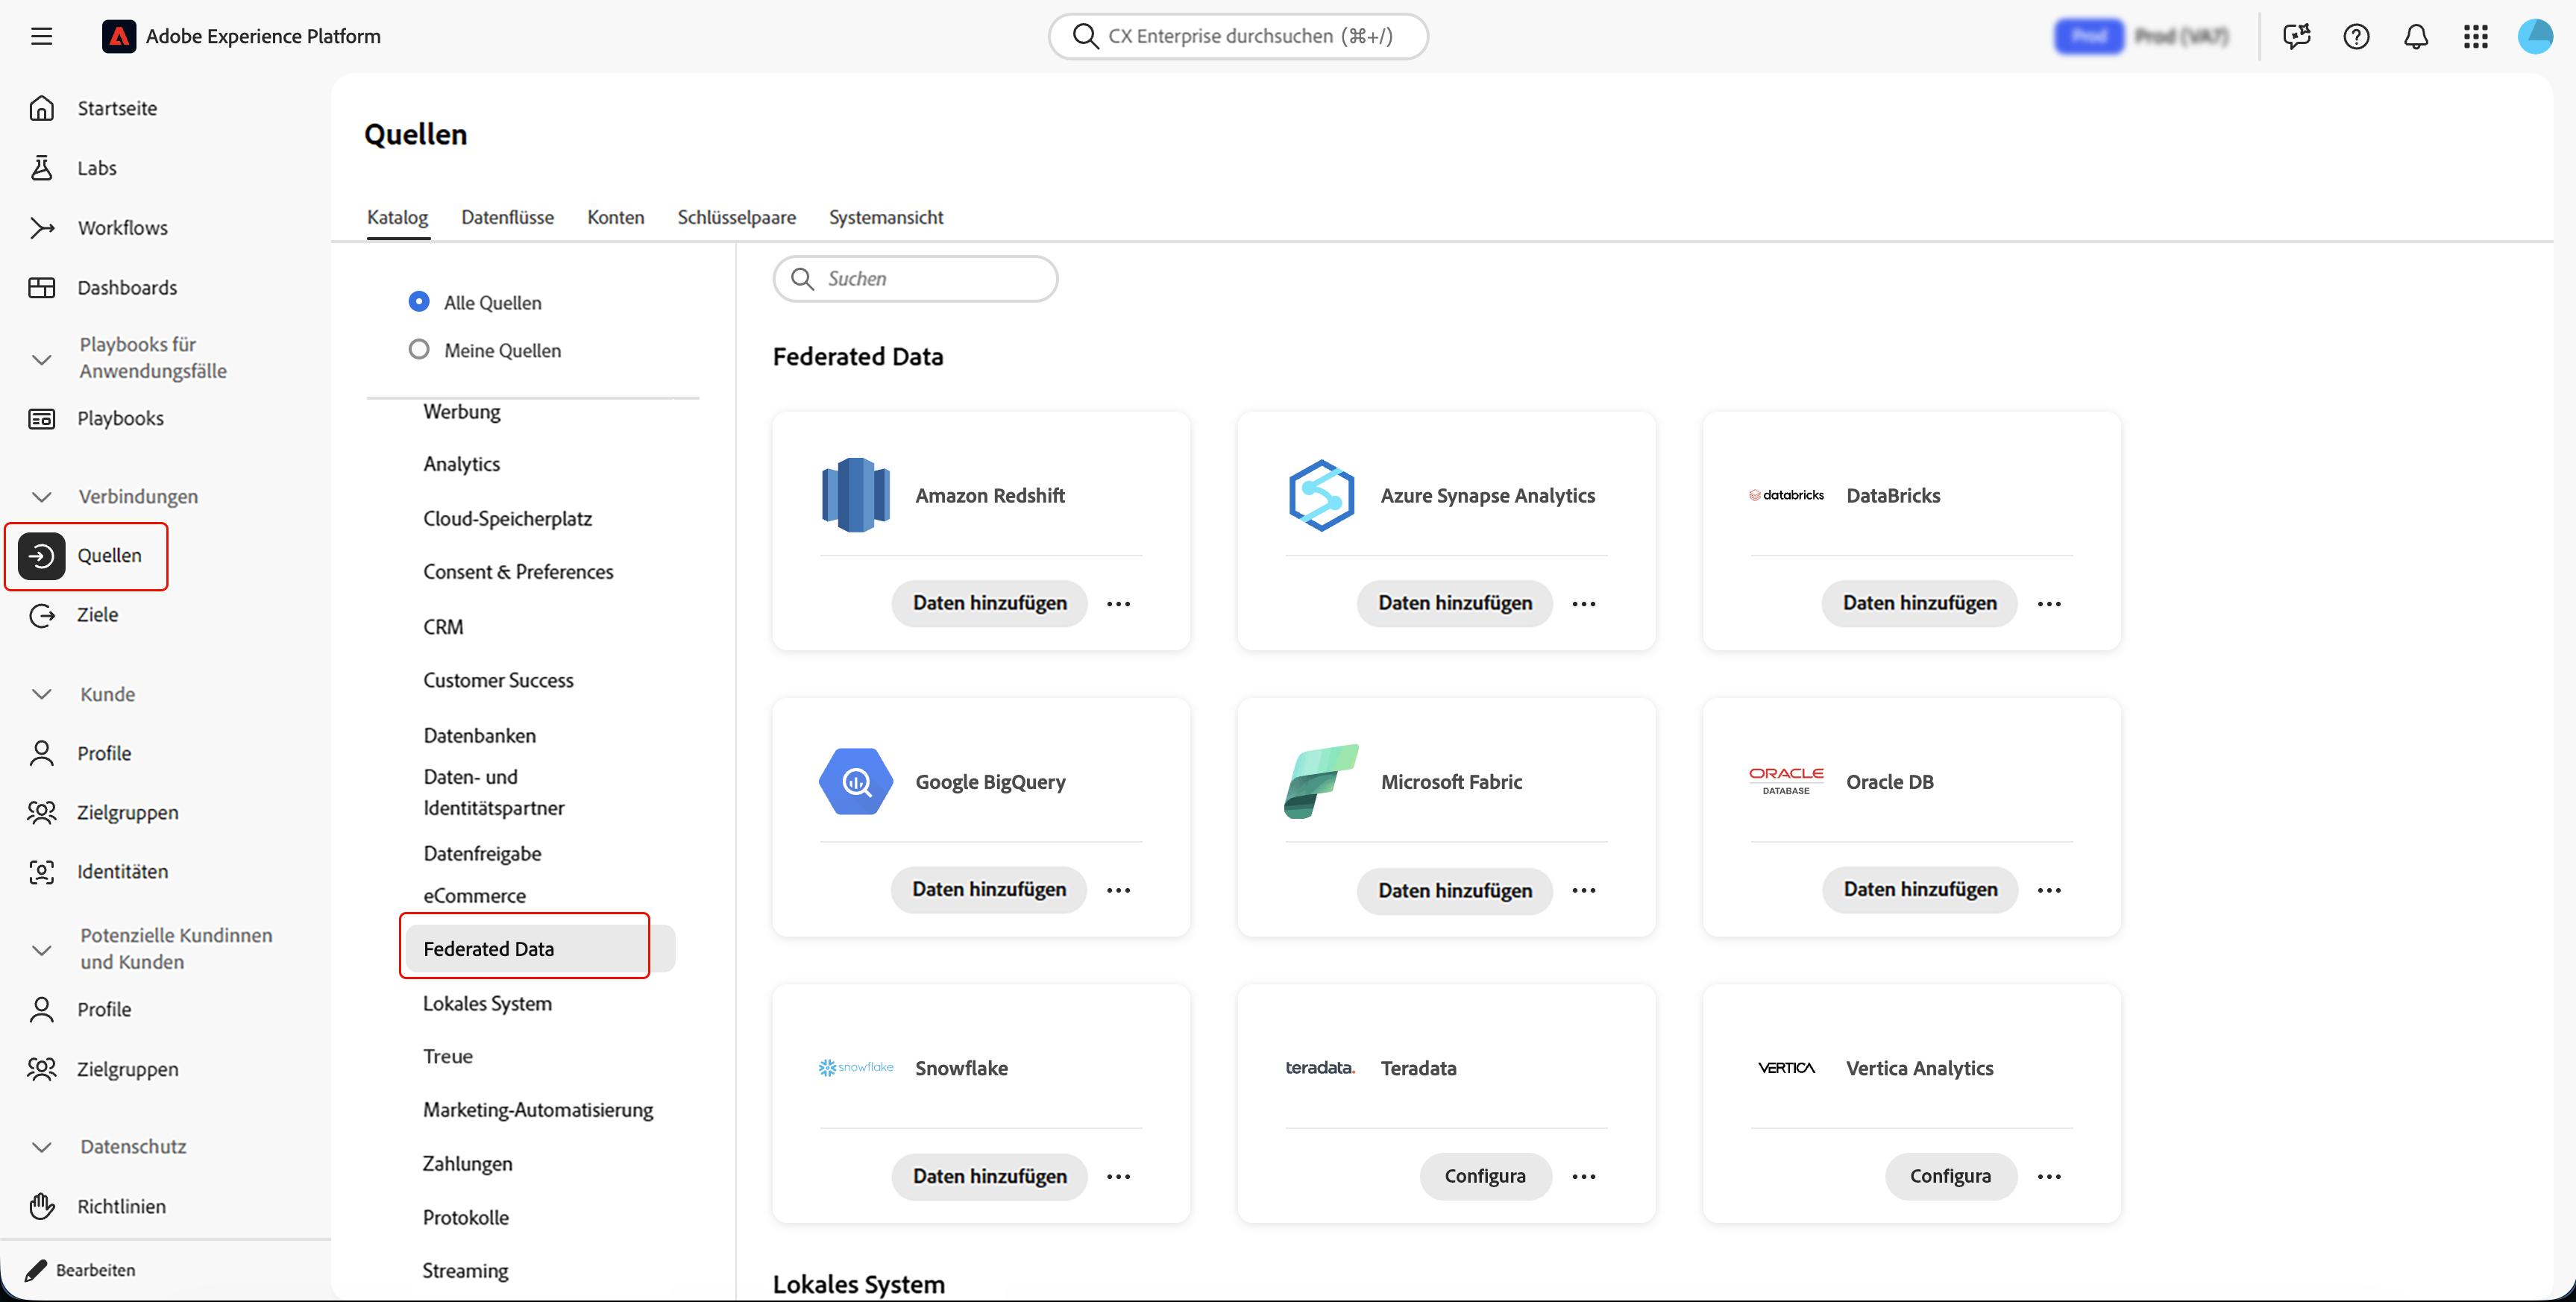 Adobe Experience Platform
CX Enterprise durchsuchen (⌘+/)
Prod
Prod (VA7)
Startseite
Labs
Workflows
Dashboards
Playbooks für
Anwendungsfälle
Playbooks
Verbindungen
Quellen
Ziele
Kunde
Profile
Zielgruppen
Identitäten
Potenzielle Kundinnen
und Kunden
Profile
Zielgruppen
Datenschutz
Richtlinien
Bearbeiten
Quellen
Katalog Datenflüsse Konten Schlüsselpaare Systemansicht
Alle Quellen
Meine Quellen
Werbung
Analytics
Cloud-Speicherplatz
Consent & Preferences
CRM
Customer Success
Datenbanken
Daten- und
Identitätspartner
Datenfreigabe
eCommerce
Federated Data
Lokales System
Treue
Marketing-Automatisierung
Zahlungen
Protokolle
Streaming
Suchen
Federated Data
Amazon Redshift
Daten hinzufügen
Azure Synapse Analytics
Daten hinzufügen
databricks DataBricks
Daten hinzufügen
Google BigQuery
Daten hinzufügen
Microsoft Fabric
Daten hinzufügen
ORACLE
DATABASE
Oracle DB
Daten hinzufügen
snowflake Snowflake
Daten hinzufügen
teradata. Teradata
Configura
VERTICA Vertica Analytics
Configura
Lokales System